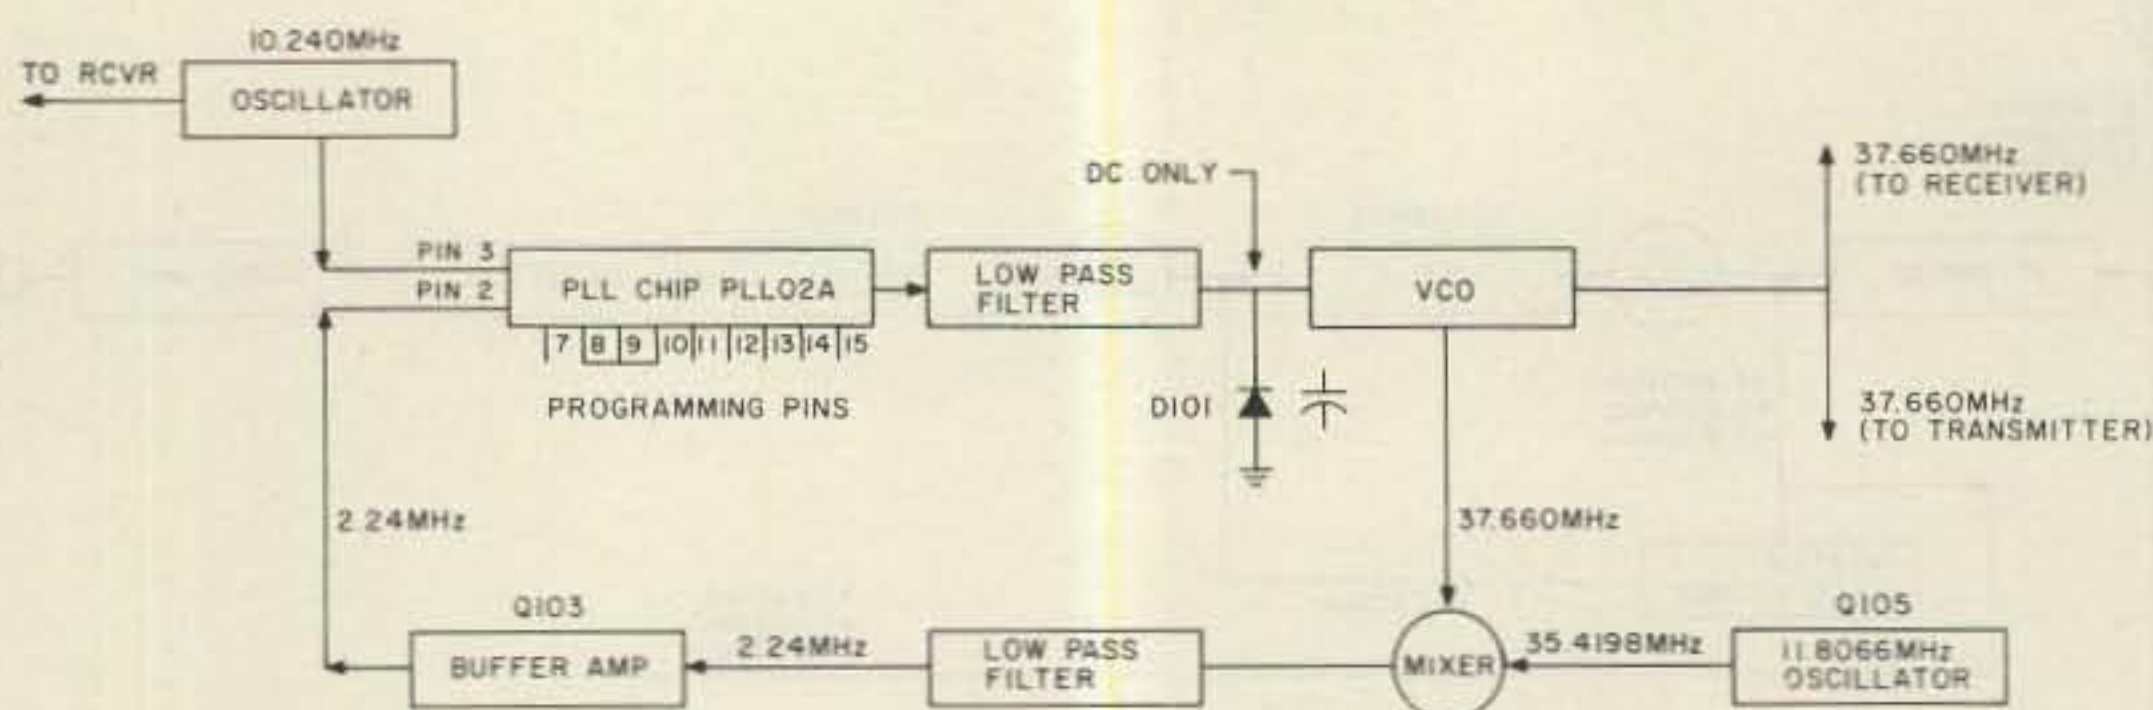 10.240MHz
TO RCVR
OSCILLATOR
DC ONLY
37.660MHz
(TO RECEIVER)
PIN 3
PIN 2
PLL CHIP PLL02A
LOW PASS
FILTER
VCO
7 8 9 10 11 12 13 14 15
PROGRAMMING PINS
D101
37.660MHz
(TO TRANSMITTER)
2.24MHz
37.660MHz
Q103
BUFFER AMP
2.24MHz
LOW PASS
FILTER
MIXER
35.4198MHz
Q105
11.8066MHz
OSCILLATOR